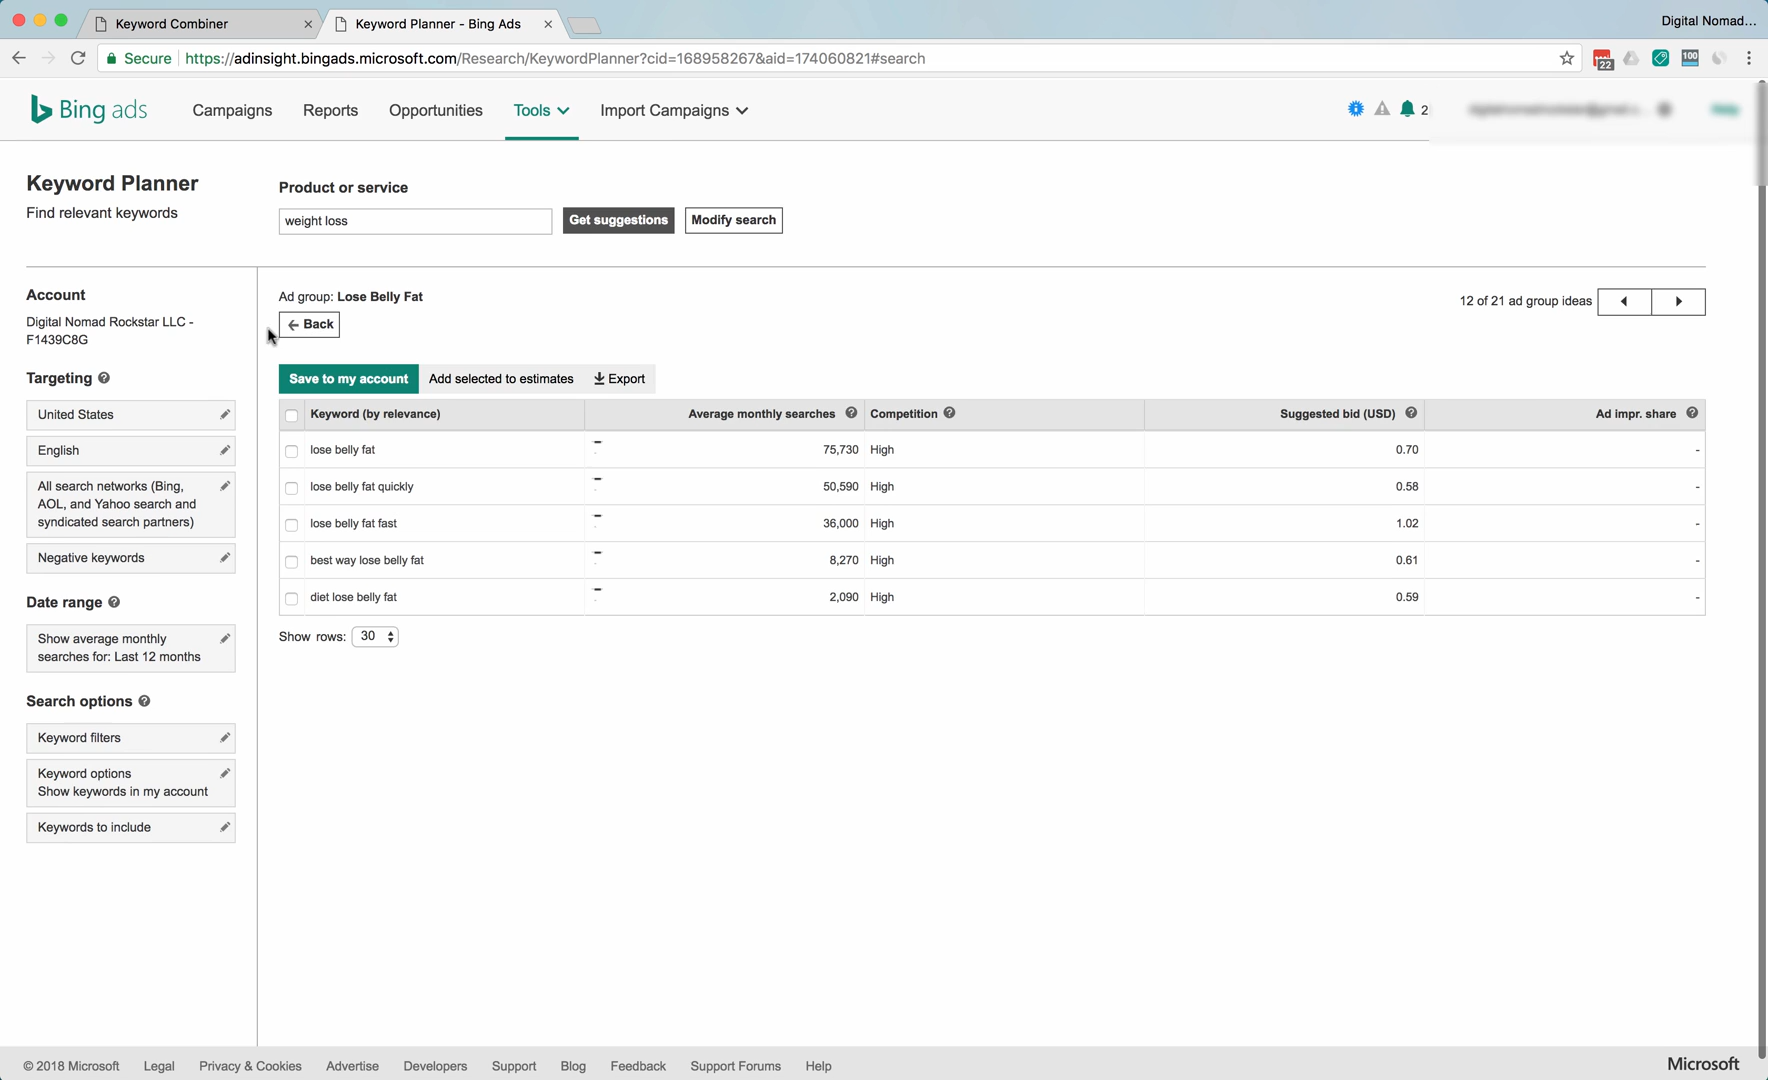 Keyword Combiner
Keyword Planner - Bing Ads
Digital Nomad...
Secure
https://adinsight.bingads.microsoft.com/Research/KeywordPlanner?cid=168958267&aid=174060821#search
22
100
Bing ads
Campaigns
Reports
Opportunities
Tools
Import Campaigns
2
Help
Keyword Planner
Find relevant keywords
Product or service
weight loss
Get suggestions
Modify search
Account
Digital Nomad Rockstar LLC -
F1439C8G
Targeting
United States
English
All search networks (Bing,
AOL, and Yahoo search and
syndicated search partners)
Negative keywords
Date range
Show average monthly
searches for: Last 12 months
Search options
Keyword filters
Keyword options
Show keywords in my account
Keywords to include
Ad group: Lose Belly Fat
Back
12 of 21 ad group ideas
Save to my account
Add selected to estimates
Export
Keyword (by relevance) Average monthly searches Competition Suggested bid (USD) Ad impr. share
lose belly fat 75,730 High 0.70 -
lose belly fat quickly 50,590 High 0.58 -
lose belly fat fast 36,000 High 1.02 -
best way lose belly fat 8,270 High 0.61 -
diet lose belly fat 2,090 High 0.59 -
Show rows: 30
© 2018 Microsoft Legal Privacy & Cookies Advertise Developers Support Blog Feedback Support Forums Help
Microsoft